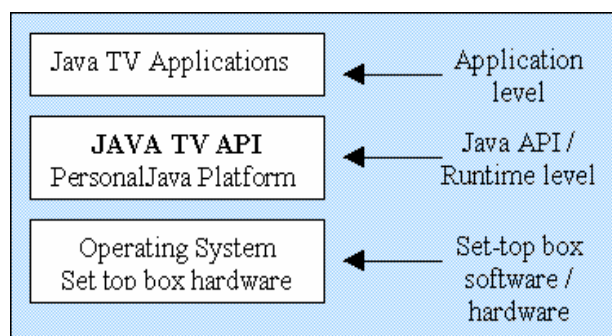 Java TV Applications
Application
level
JAVA TV API
PersonalJava Platform
Java API /
Runtime level
Operating System
Set top box hardware
Set-top box
software /
hardware